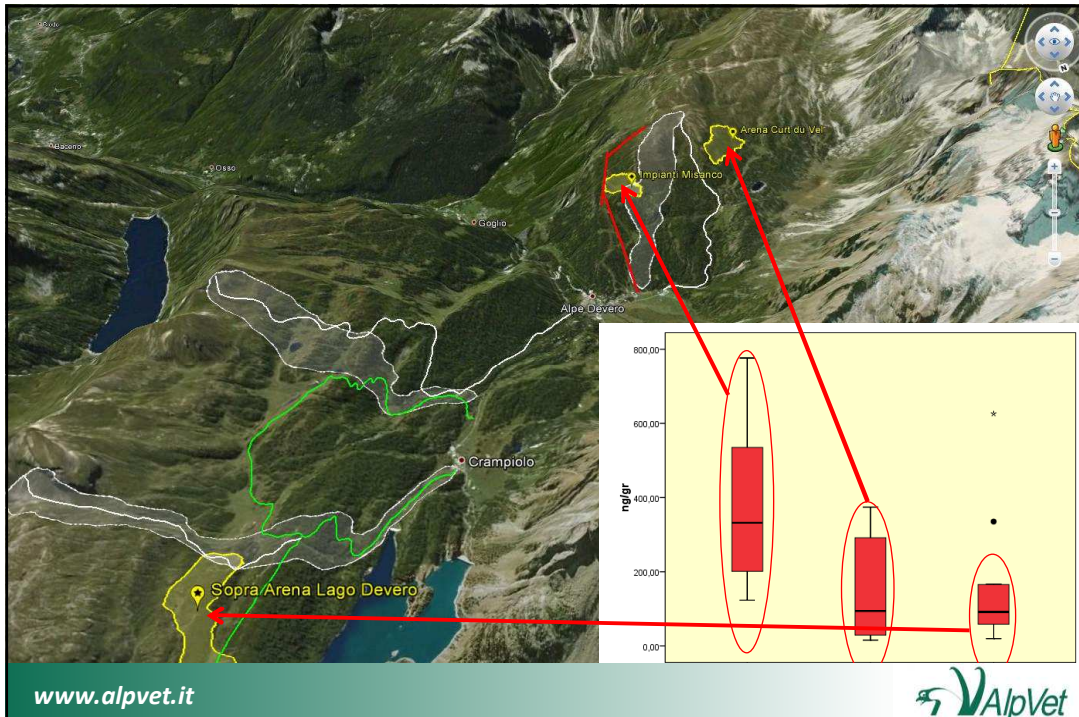 Baceno
Osso
Goglio
Arena Curt du Vel'
Impianti Misanco
Alpe Devero
Crampiolo
Sopra Arena Lago Devero
N
ng/gr
800,00
600,00
400,00
200,00
0,00
*
www.alpvet.it
AlpVet